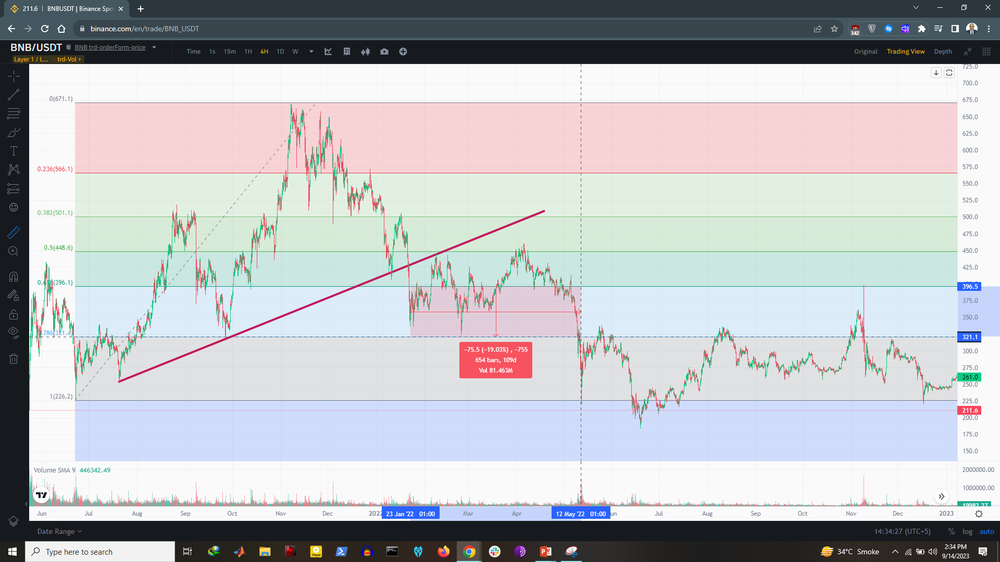 211.6 | BNBUSDT | Binance Spo
binance.com/en/trade/BNB_USDT
342
BNB/USDT
BNB trd-orderForm-price
Layer 1 / L...
trd-Vol
Time 1s 15m 1H 4H 1D W
Original Trading View Depth
725.0
700.0
675.0
650.0
625.0
600.0
575.0
550.0
525.0
500.0
475.0
450.0
425.0
396.5
375.0
350.0
321.1
300.0
275.0
261.0
250.0
225.0
211.6
200.0
175.0
150.0
0(671.1)
0.236(566.1)
0.382(501.1)
0.5(448.6)
(396.1)
(321.4)
1(226.2)
−75.5 (−19.03%) , −755
654 bars, 109d
Vol 81.463M
Volume SMA 9 446342.49
2000000.00
1000000.00
19983.27
Jun Jul Aug Sep Oct Nov Dec 2022 23 Jan '22 01:00 Mar Apr 12 May '22 01:00 Jul Aug Sep Oct Nov Dec 2023
Date Range
14:34:27 (UTC+5) % log auto
Type here to search
Player
34°C Smoke
2:34 PM
9/14/2023